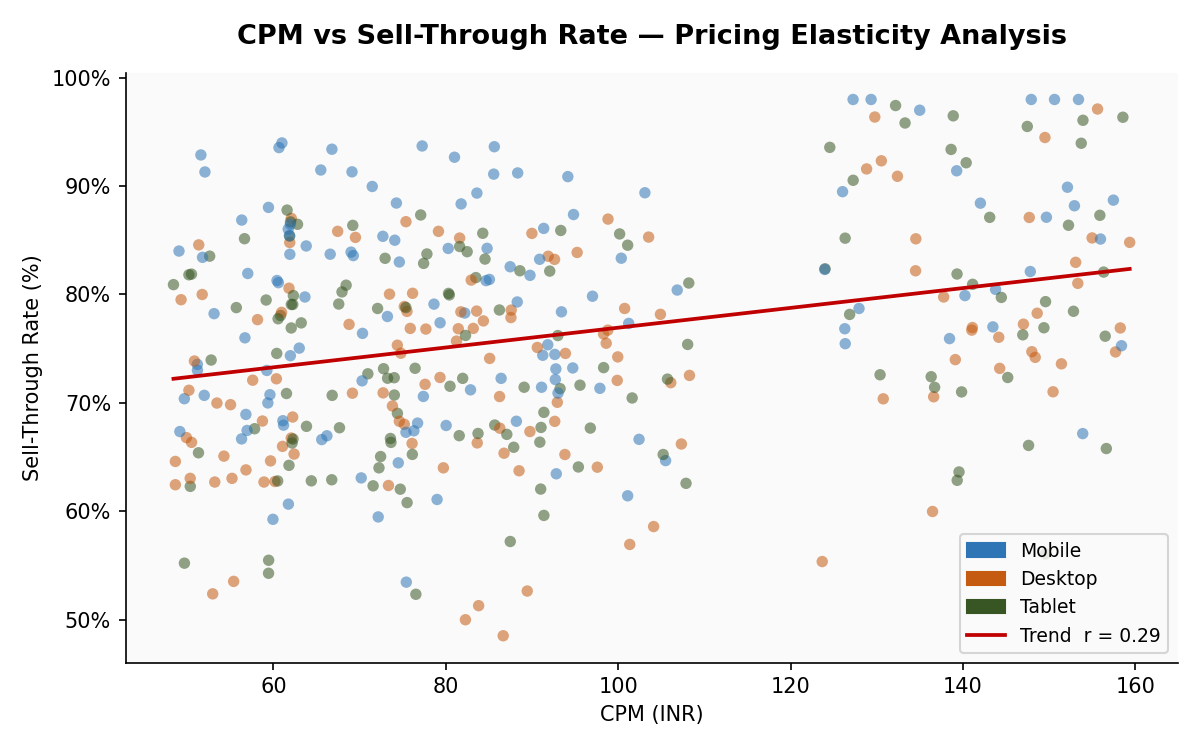 CPM vs Sell-Through Rate — Pricing Elasticity Analysis
Sell-Through Rate (%)
100%
90%
80%
70%
60%
50%
60 80 100 120 140 160
CPM (INR)
Mobile
Desktop
Tablet
Trend r = 0.29